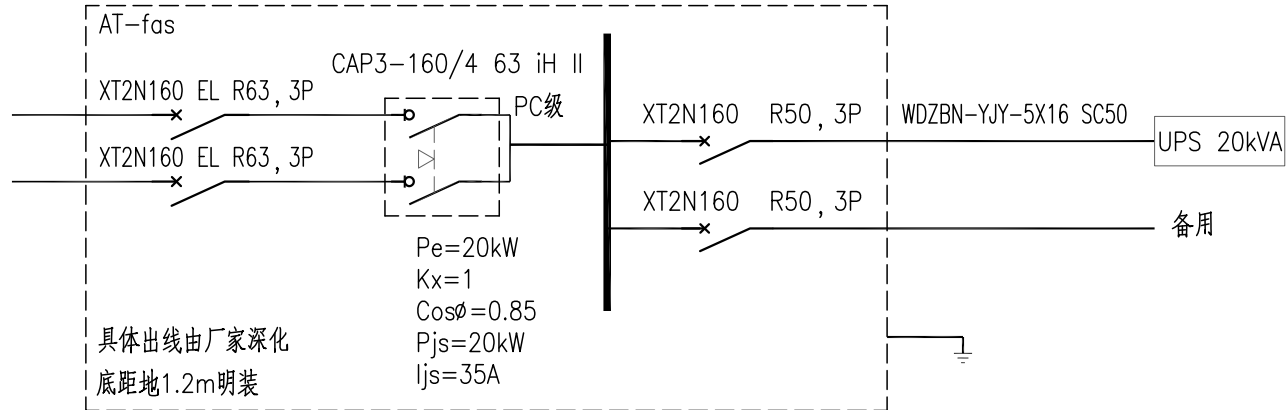 AT-fas
CAP3-160/4 63 iH II
XT2N160 EL R63, 3P
PC级
XT2N160 R50, 3P
WDZBN-YJY-5X16 SC50
UPS 20kVA
XT2N160 EL R63, 3P
XT2N160 R50, 3P
备用
Pe=20kW
Kx=1
Cosø=0.85
Pjs=20kW
Ijs=35A
具体出线由厂家深化
底距地1.2m明装